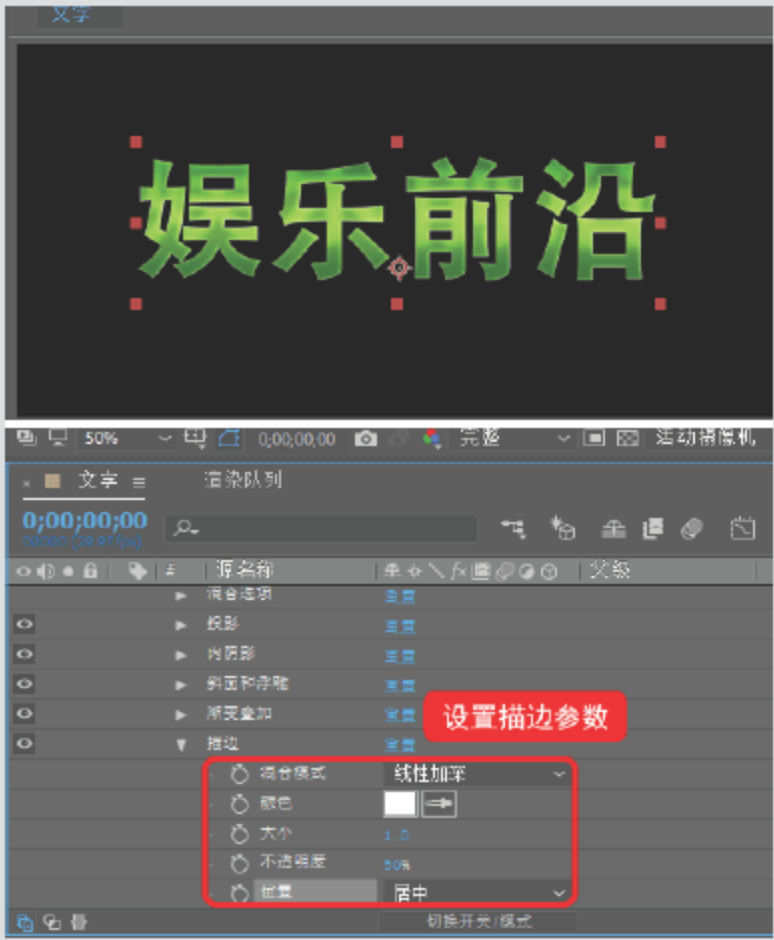 文字
娱乐前沿
50% 0;00;00;00 完整 活动摄像机
× 文字 ≡ 渲染队列
0;00;00;00
00000 (29.97 fps)
# 源名称 fx 父级
混合选项 重置
投影 重置
内阴影 重置
斜面和浮雕 重置
渐变叠加 重置
设置描边参数
描边 重置
混合模式 线性加深
颜色
大小 1.0
不透明度 50%
位置 居中
切换开关/模式